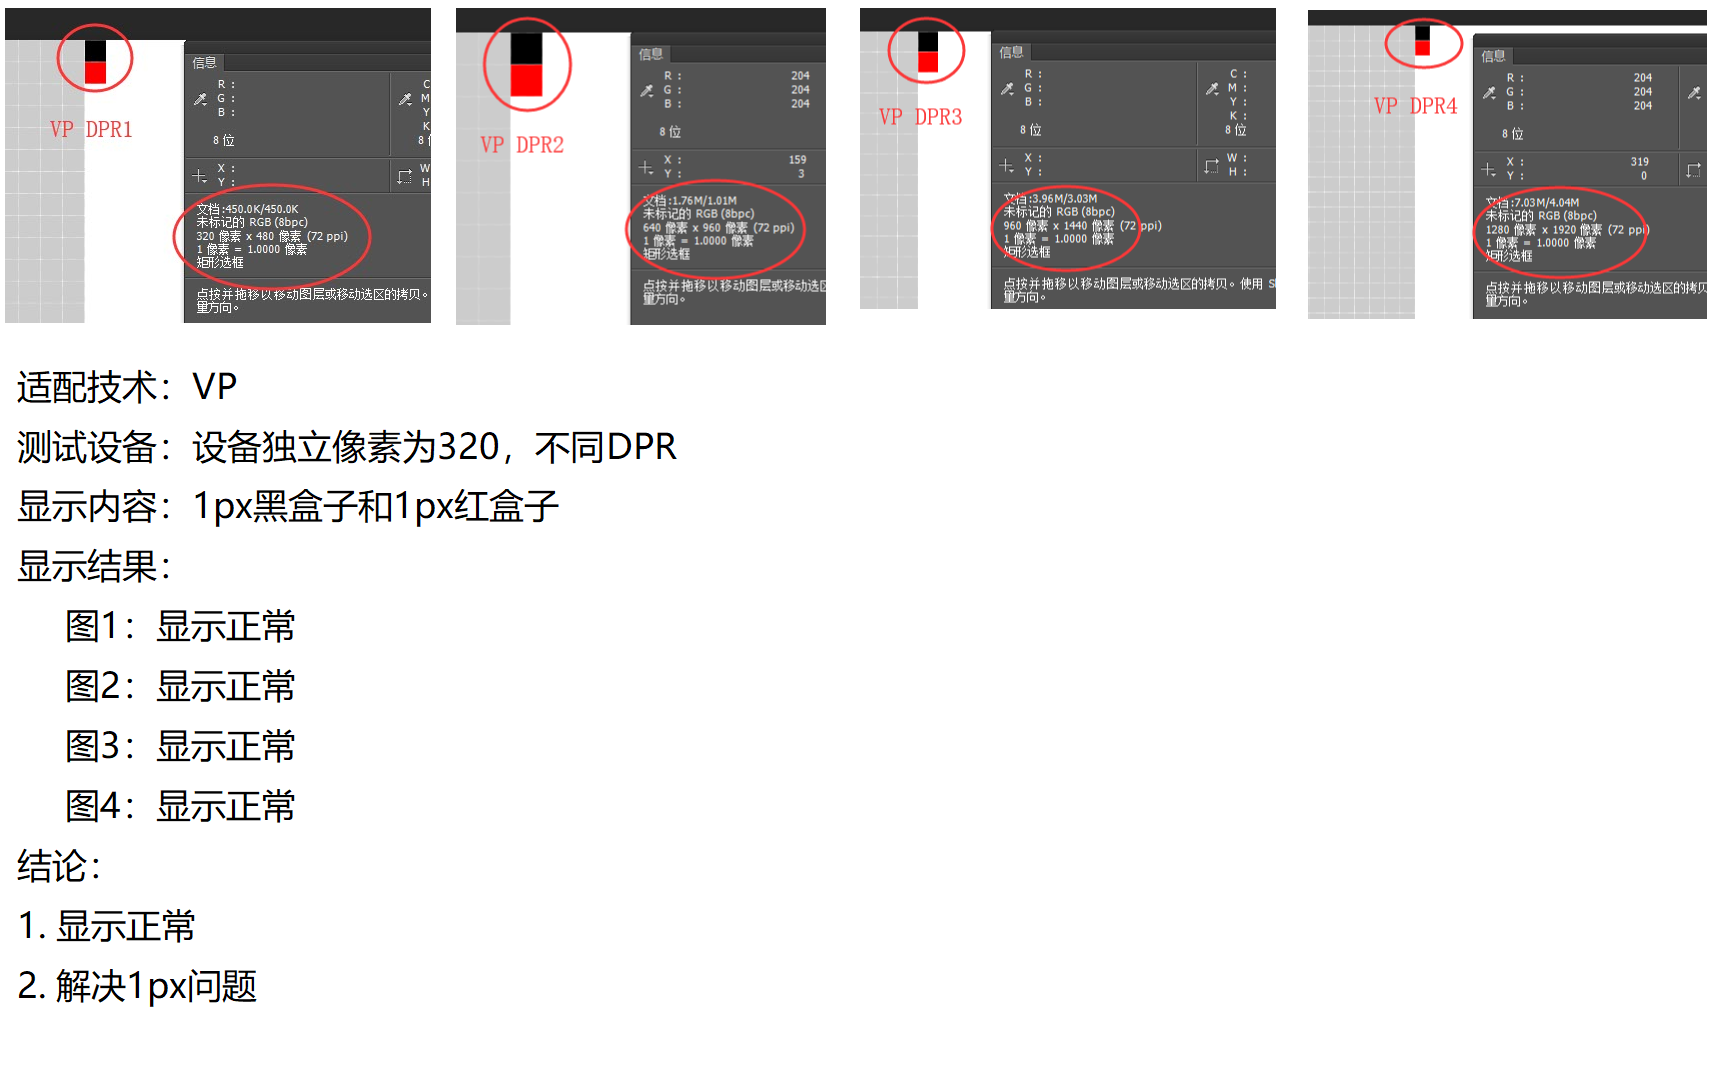 VP DPR1
信息
R :
G :
B :
8 位
C
M
Y
K
8 位
X :
Y :
W
H
文档:450.0K/450.0K
未标记的 RGB (8bpc)
320 像素 x 480 像素 (72 ppi)
1 像素 = 1.0000 像素
矩形选框
点按并拖移以移动图层或移动选区的拷贝。
量方向。
VP DPR2
信息
R : 204
G : 204
B : 204
8 位
X : 159
Y : 3
文档:1.76M/1.01M
未标记的 RGB (8bpc)
640 像素 x 960 像素 (72 ppi)
1 像素 = 1.0000 像素
矩形选框
点按并拖移以移动图层或移动选区
量方向。
VP DPR3
信息
R :
G :
B :
8 位
C :
M :
Y :
K :
8 位
X :
Y :
W :
H :
文档:3.96M/3.03M
未标记的 RGB (8bpc)
960 像素 x 1440 像素 (72 ppi)
1 像素 = 1.0000 像素
矩形选框
点按并拖移以移动图层或移动选区的拷贝。使用 S
量方向。
VP DPR4
信息
R : 204
G : 204
B : 204
8 位
X : 319
Y : 0
文档:7.03M/4.04M
未标记的 RGB (8bpc)
1280 像素 x 1920 像素 (72 ppi)
1 像素 = 1.0000 像素
矩形选框
点按并拖移以移动图层或移动选区的拷贝
量方向。
适配技术：VP
测试设备：设备独立像素为320，不同DPR
显示内容：1px黑盒子和1px红盒子
显示结果：
图1：显示正常
图2：显示正常
图3：显示正常
图4：显示正常
结论：
1. 显示正常
2. 解决1px问题